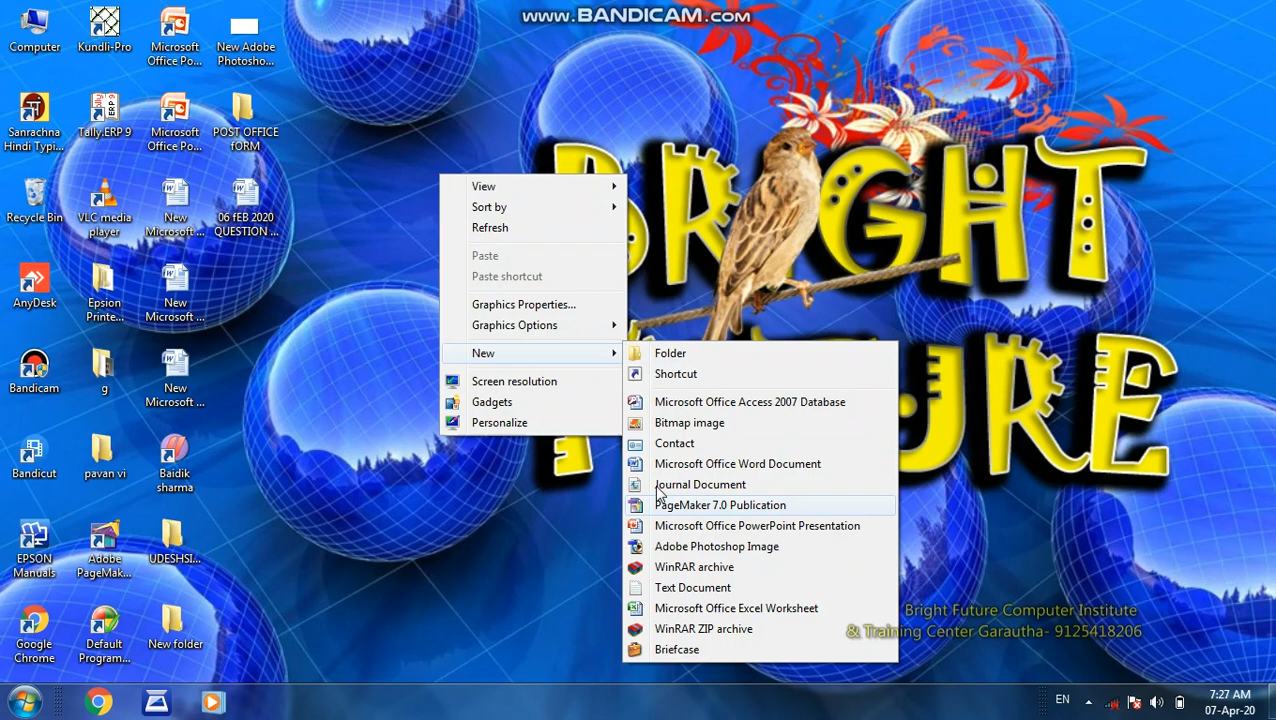 www.BANDICAM.com
Computer
Kundli-Pro
Microsoft
Office Po...
New Adobe
Photosho...
Sanrachna
Hindi Typi...
Tally.ERP 9
Microsoft
Office Po...
POST OFFICE
fORM
Recycle Bin
VLC media
player
New
Microsoft ...
06 fEB 2020
QUESTION ...
AnyDesk
Epson
Printe...
New
Microsoft ...
Bandicam
g
New
Microsoft ...
Bandicut
pavan vi
Baidik
sharma
EPSON
Manuals
Adobe
PageMak...
UDESHSI...
Google
Chrome
Default
Program...
New folder
BRIGHT
View
Sort by
Refresh
Paste
Paste shortcut
Graphics Properties...
Graphics Options
New
Screen resolution
Gadgets
Personalize
Folder
Shortcut
Microsoft Office Access 2007 Database
Bitmap image
Contact
Microsoft Office Word Document
Journal Document
PageMaker 7.0 Publication
Microsoft Office PowerPoint Presentation
Adobe Photoshop Image
WinRAR archive
Text Document
Microsoft Office Excel Worksheet
WinRAR ZIP archive
Briefcase
Bright Future Computer Institute
& Training Center Garautha- 9125418206
EN
7:27 AM
07-Apr-20